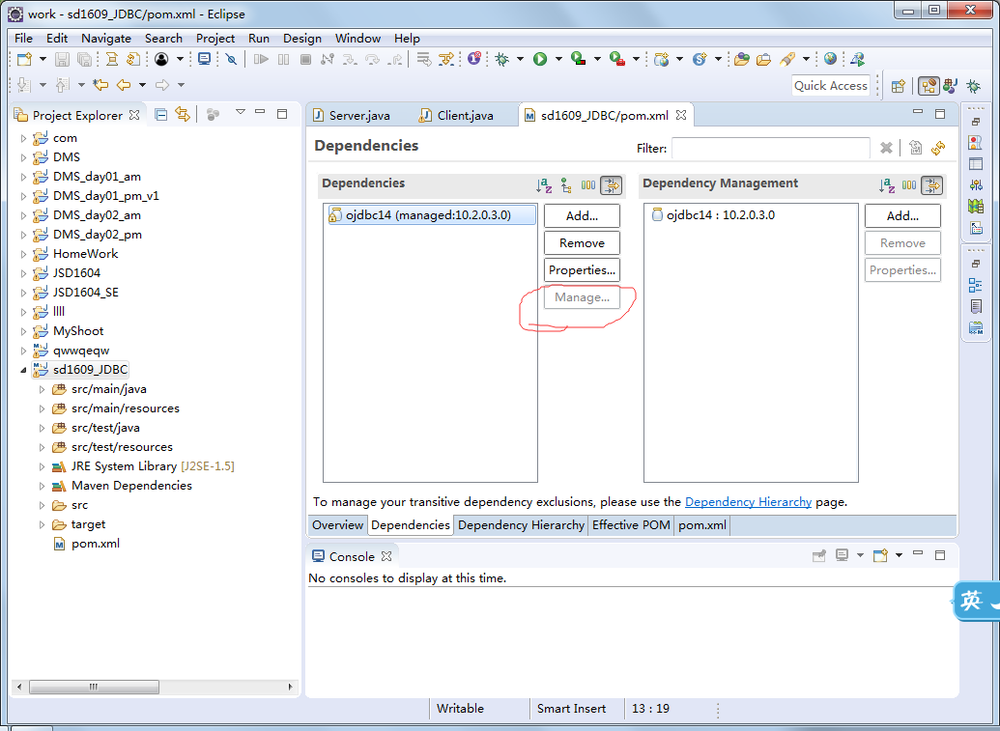 work - sd1609_JDBC/pom.xml - Eclipse
File Edit Navigate Search Project Run Design Window Help
Quick Access
Project Explorer
com
DMS
DMS_day01_am
DMS_day01_pm_v1
DMS_day02_am
DMS_day02_pm
HomeWork
JSD1604
JSD1604_SE
llll
MyShoot
qwwqeqw
sd1609_JDBC
src/main/java
src/main/resources
src/test/java
src/test/resources
JRE System Library [J2SE-1.5]
Maven Dependencies
src
target
pom.xml
Server.java
Client.java
sd1609_JDBC/pom.xml
Dependencies
Filter:
Dependencies
ojdbc14 (managed:10.2.0.3.0)
Add...
Remove
Properties...
Manage...
Dependency Management
ojdbc14 : 10.2.0.3.0
Add...
Remove
Properties...
To manage your transitive dependency exclusions, please use the Dependency Hierarchy page.
Overview Dependencies Dependency Hierarchy Effective POM pom.xml
Console
No consoles to display at this time.
英
Writable Smart Insert 13 : 19